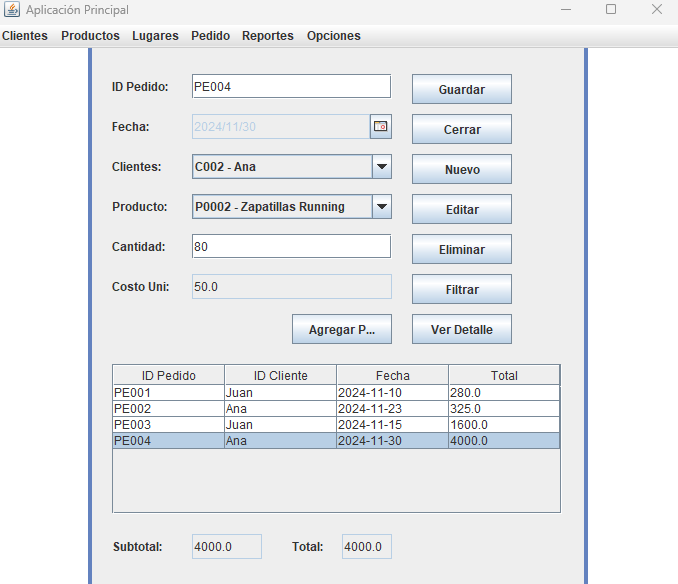 Aplicación Principal
Clientes Productos Lugares Pedido Reportes Opciones
ID Pedido: PE004 Guardar
Fecha: 2024/11/30 Cerrar
Clientes: C002 - Ana Nuevo
Producto: P0002 - Zapatillas Running Editar
Cantidad: 80 Eliminar
Costo Uni: 50.0 Filtrar
Agregar P... Ver Detalle
ID Pedido ID Cliente Fecha Total
PE001 Juan 2024-11-10 280.0
PE002 Ana 2024-11-23 325.0
PE003 Juan 2024-11-15 1600.0
PE004 Ana 2024-11-30 4000.0
Subtotal: 4000.0 Total: 4000.0